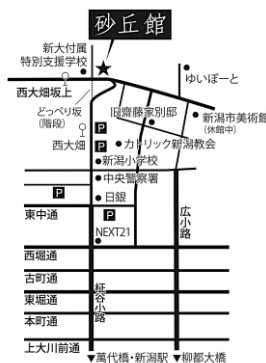 砂丘館
新大付属
特別支援学校
ゆいぽーと
西大畑坂上
どっぺり坂
(階段)
旧齋藤家別邸
新潟市美術館
(休館中)
西大畑
P
カトリック新潟教会
P
新潟小学校
中央警察署
P
日銀
東中通
P
NEXT21
広小路
西堀通
古町通
柾谷小路
東堀通
本町通
上大川前通
▼萬代橋・新潟駅
▼柳都大橋